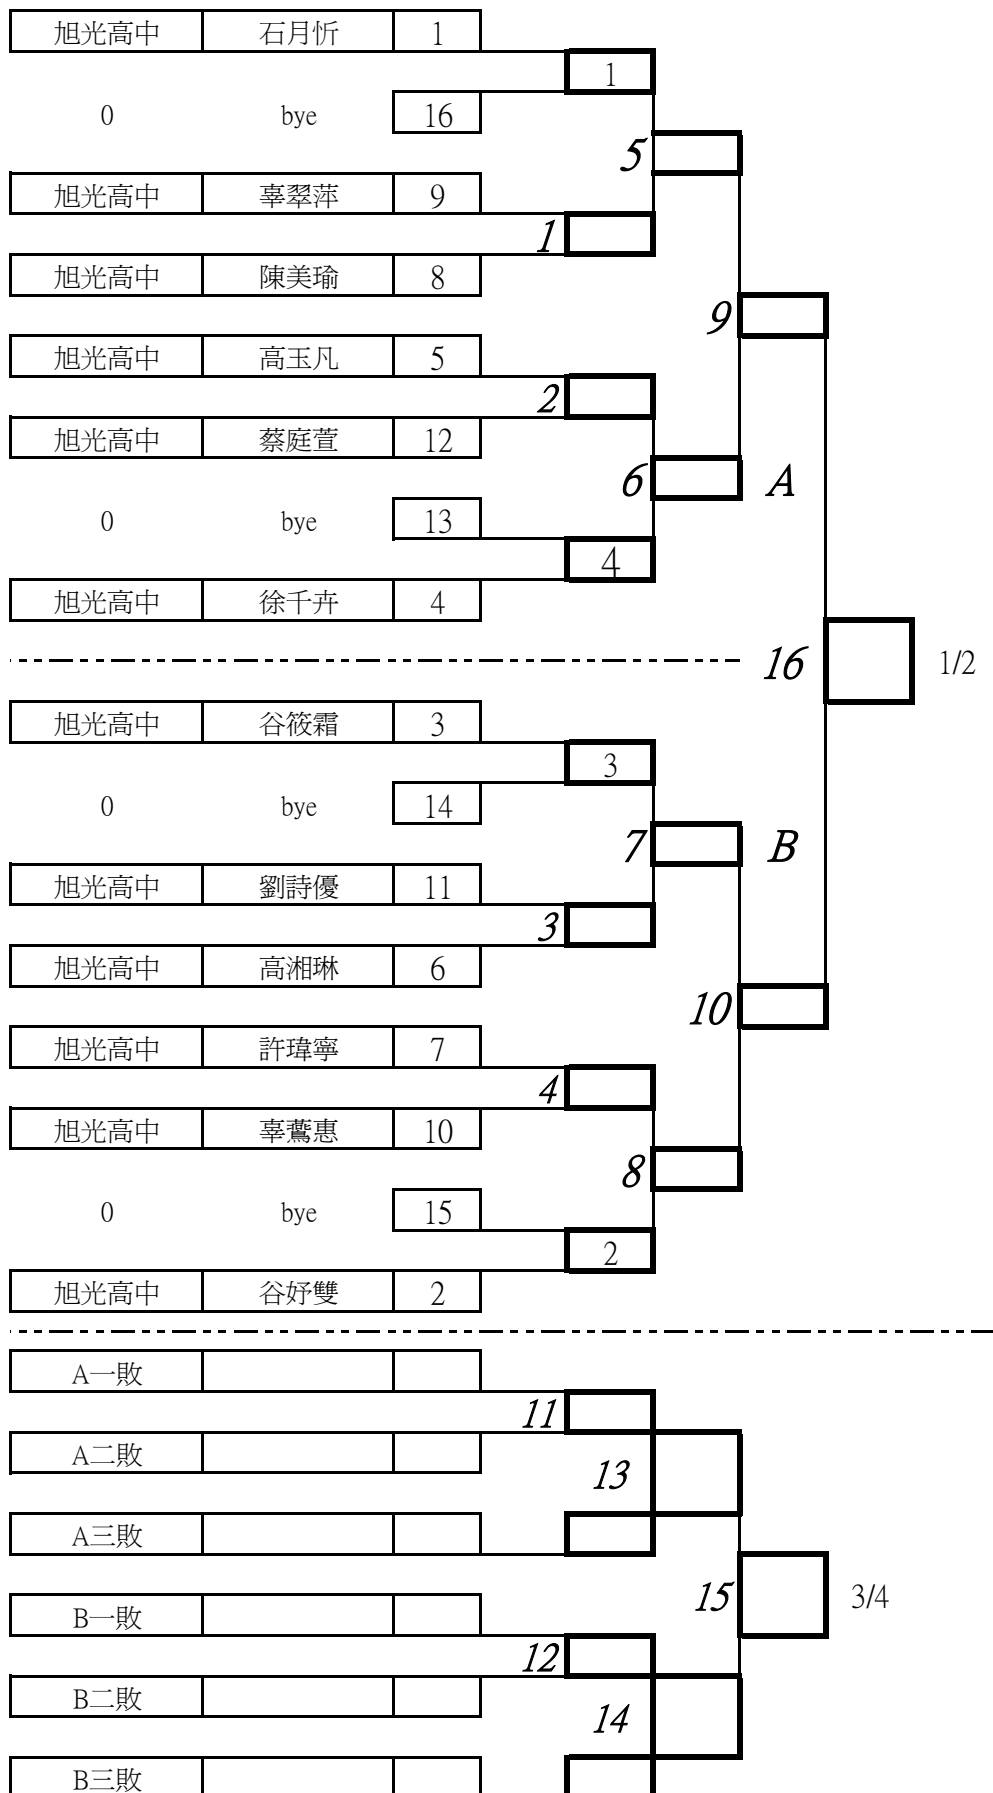 旭光高中 石月忻 1
1
0 bye 16
5
旭光高中 辜翠萍 9
1
旭光高中 陳美瑜 8
9
旭光高中 高玉凡 5
2
旭光高中 蔡庭萱 12
6 A
0 bye 13
4
旭光高中 徐千卉 4
16 1/2
旭光高中 谷筱霜 3
3
0 bye 14
7 B
旭光高中 劉詩優 11
3
旭光高中 高湘琳 6
10
旭光高中 許瑋寧 7
4
旭光高中 辜鷰惠 10
8
0 bye 15
2
旭光高中 谷妤雙 2
A一敗
11
A二敗
13
A三敗
15 3/4
B一敗
12
B二敗
14
B三敗